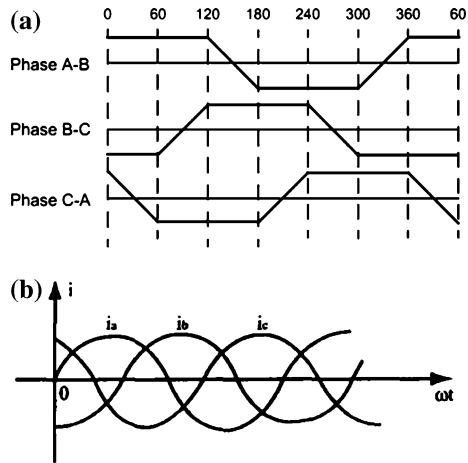 (a)
0 60 120 180 240 300 360 60
Phase A-B
Phase B-C
Phase C-A
(b)
i
ia ib ic
0
ωt